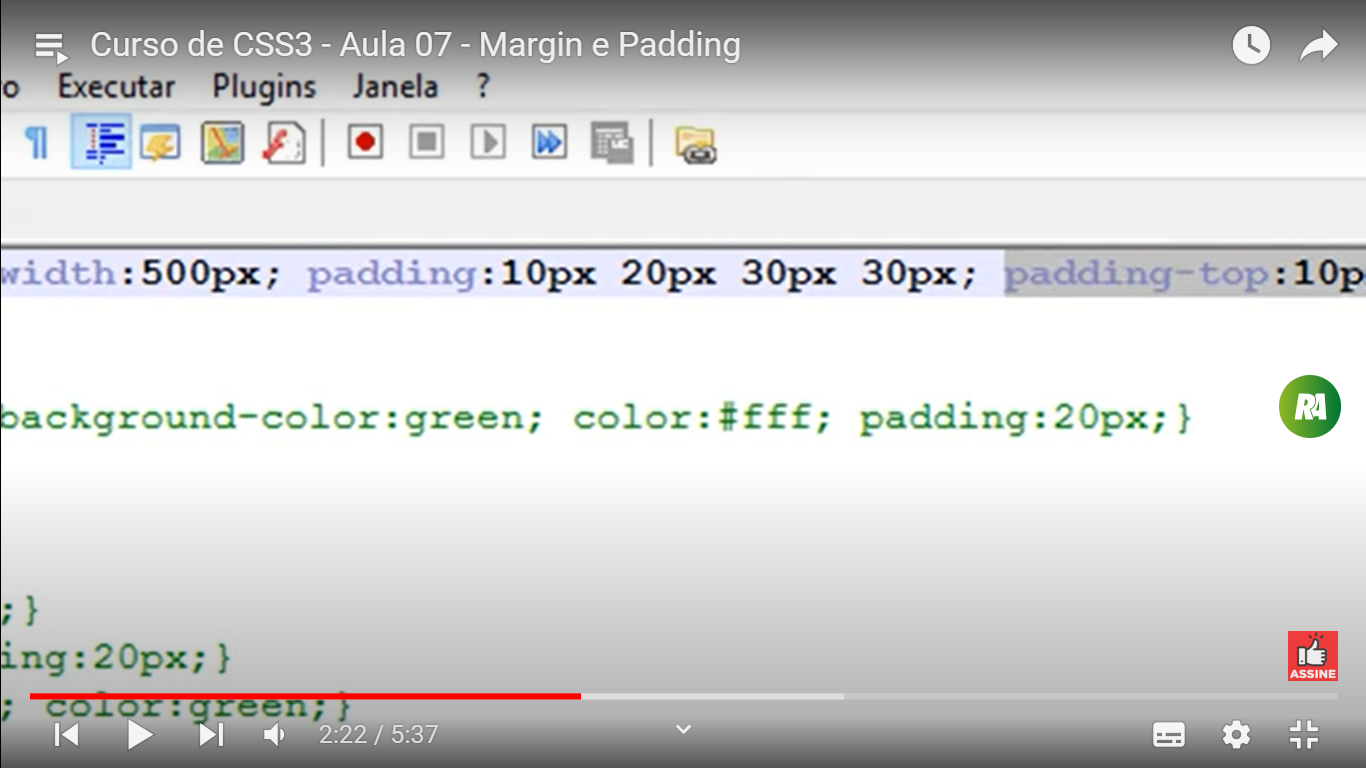 Curso de CSS3 - Aula 07 - Margin e Padding
o Executar Plugins Janela ?
width:500px; padding:10px 20px 30px 30px; padding-top:10p
background-color:green; color:#fff; padding:20px;}
RA
;}
ing:20px;}
ASSINE
; color:green;}
2:22 / 5:37